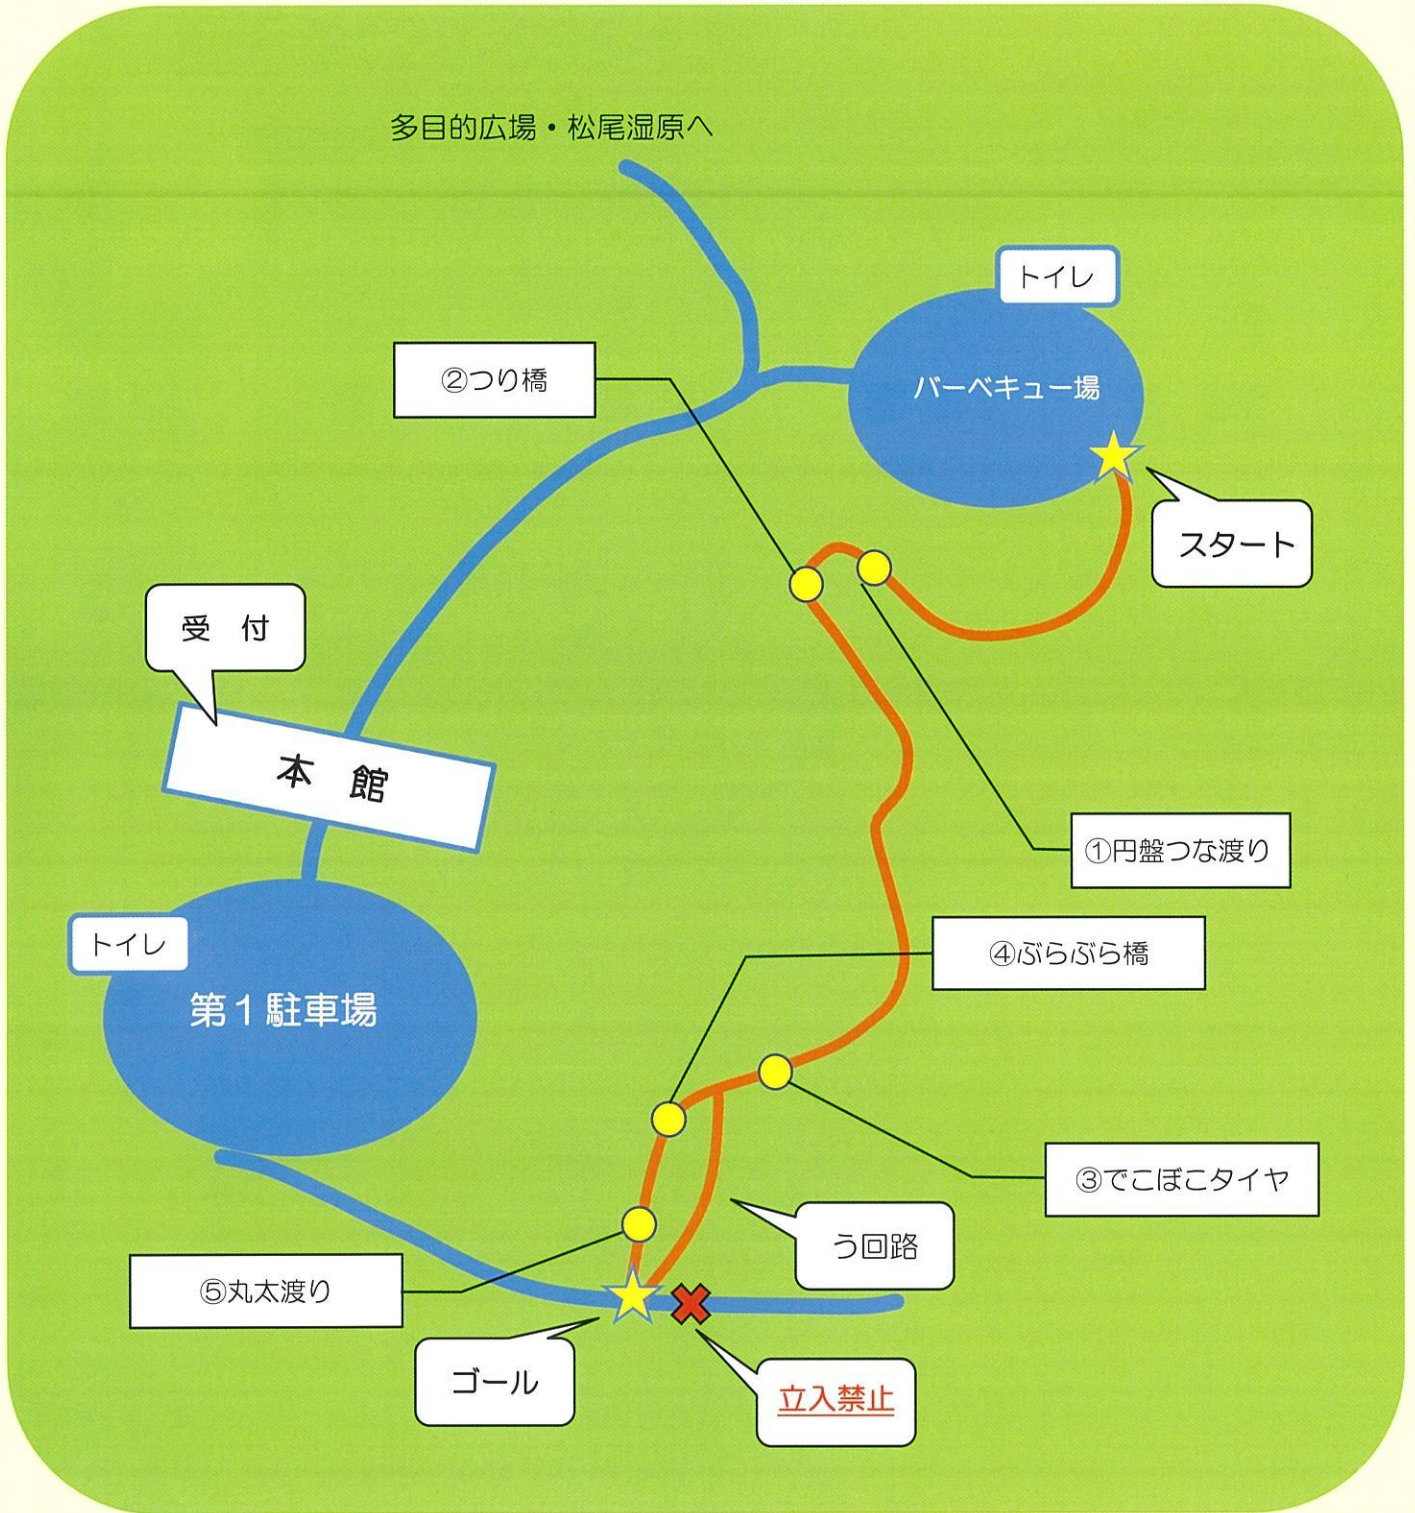 多目的広場・松尾湿原へ
トイレ
②つり橋
バーベキュー場
スタート
受　付
本　館
①円盤つな渡り
トイレ
④ぶらぶら橋
第１駐車場
③でこぼこタイヤ
う回路
⑤丸太渡り
ゴール
立入禁止